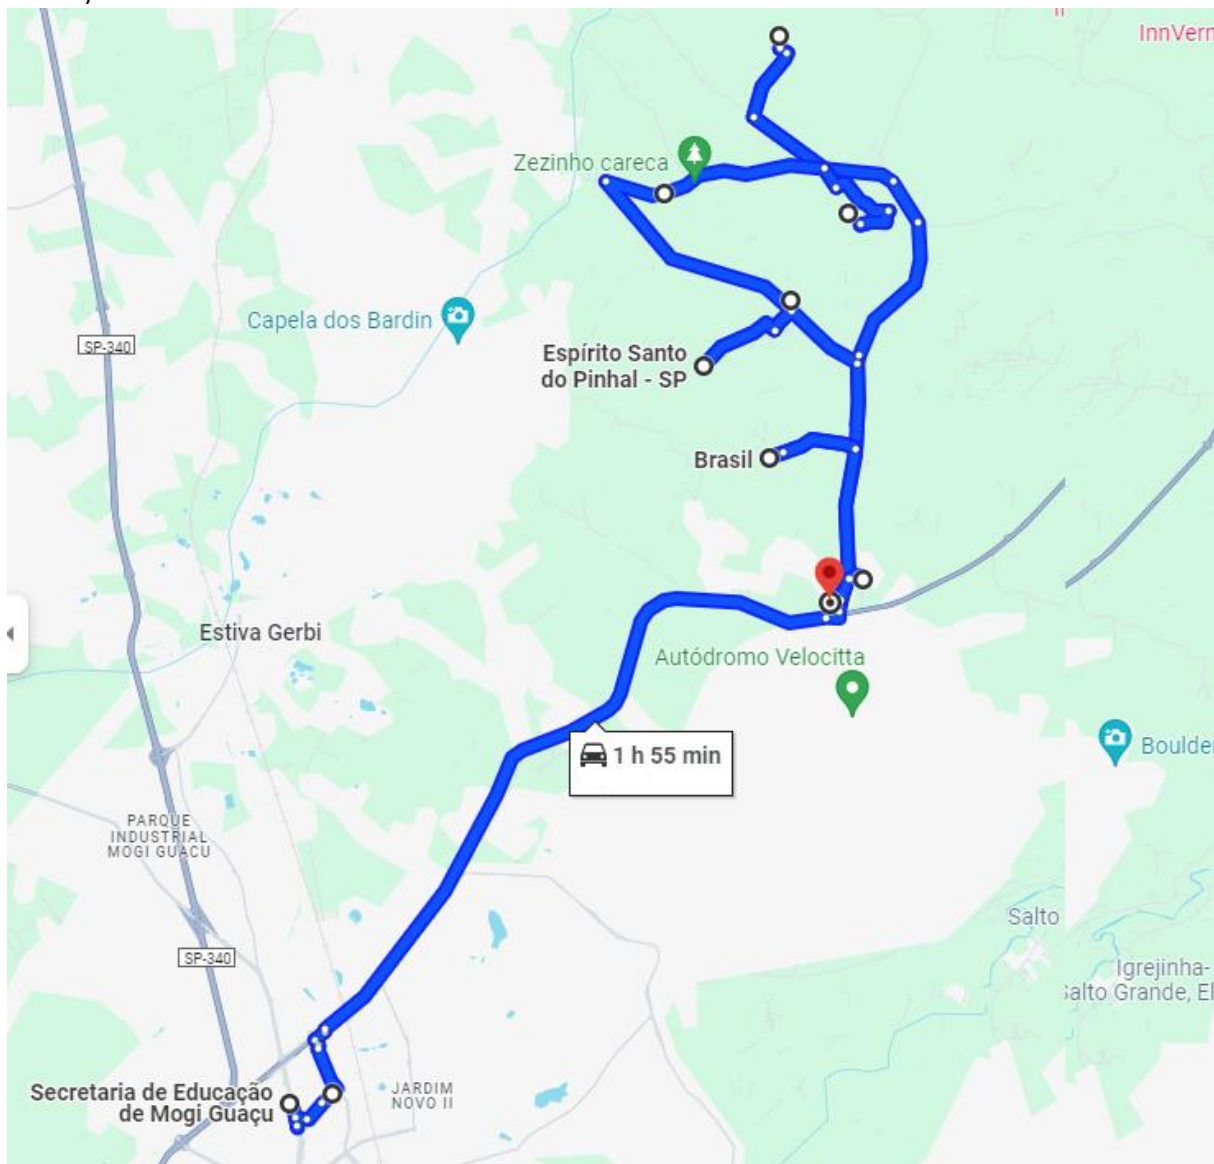 InnVern
Zezinho careca
Capela dos Bardin
SP-340
Espírito Santo
do Pinhal - SP
Brasil
Estiva Gerbi
Autódromo Velocitta
1 h 55 min
Boulder
PARQUE
INDUSTRIAL
MOGI GUAÇU
Salto
SP-340
Igrejinha-
Salto Grande, El
Secretaria de Educação
de Mogi Guaçu
JARDIM
NOVO II